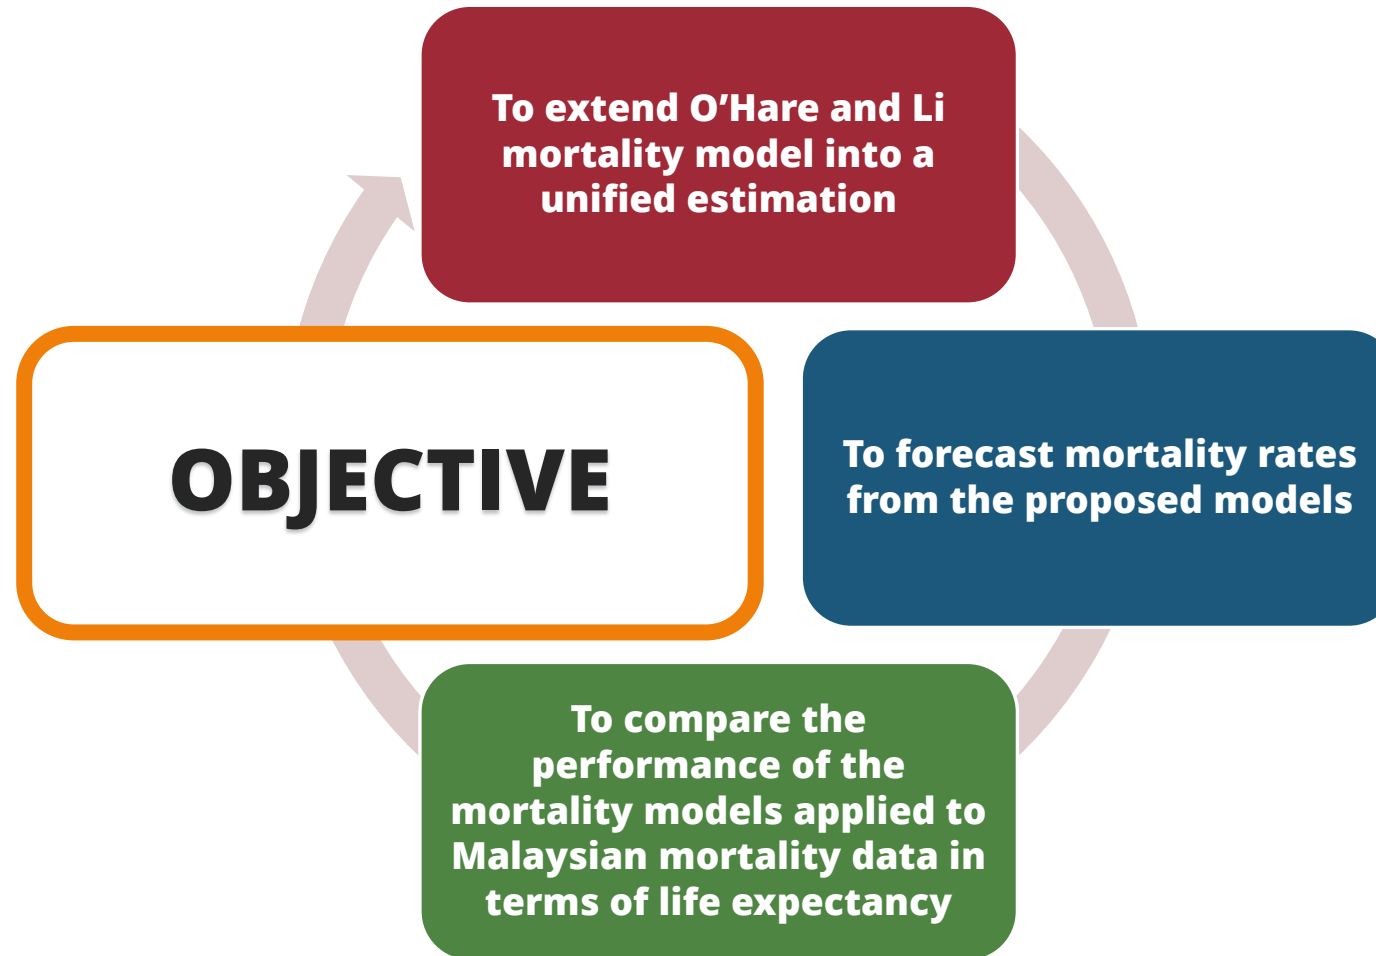 To extend O’Hare and Li
mortality model into a
unified estimation
OBJECTIVE
To forecast mortality rates
from the proposed models
To compare the
performance of the
mortality models applied to
Malaysian mortality data in
terms of life expectancy